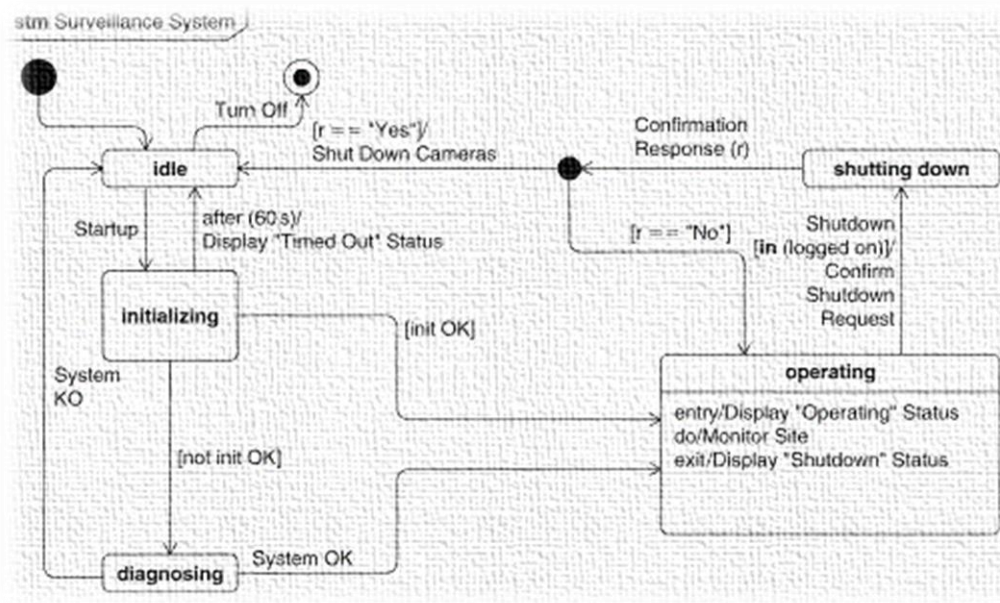 stm Surveillance System
Turn Off
[r == "Yes"]/
Shut Down Cameras
Confirmation
Response (r)
idle
shutting down
Startup
after (60 s)/
Display "Timed Out" Status
[r == "No"]
Shutdown
[in (logged on)]/
Confirm
Shutdown
Request
initializing
[init OK]
operating
System
KO
entry/Display "Operating" Status
do/Monitor Site
exit/Display "Shutdown" Status
[not init OK]
System OK
diagnosing